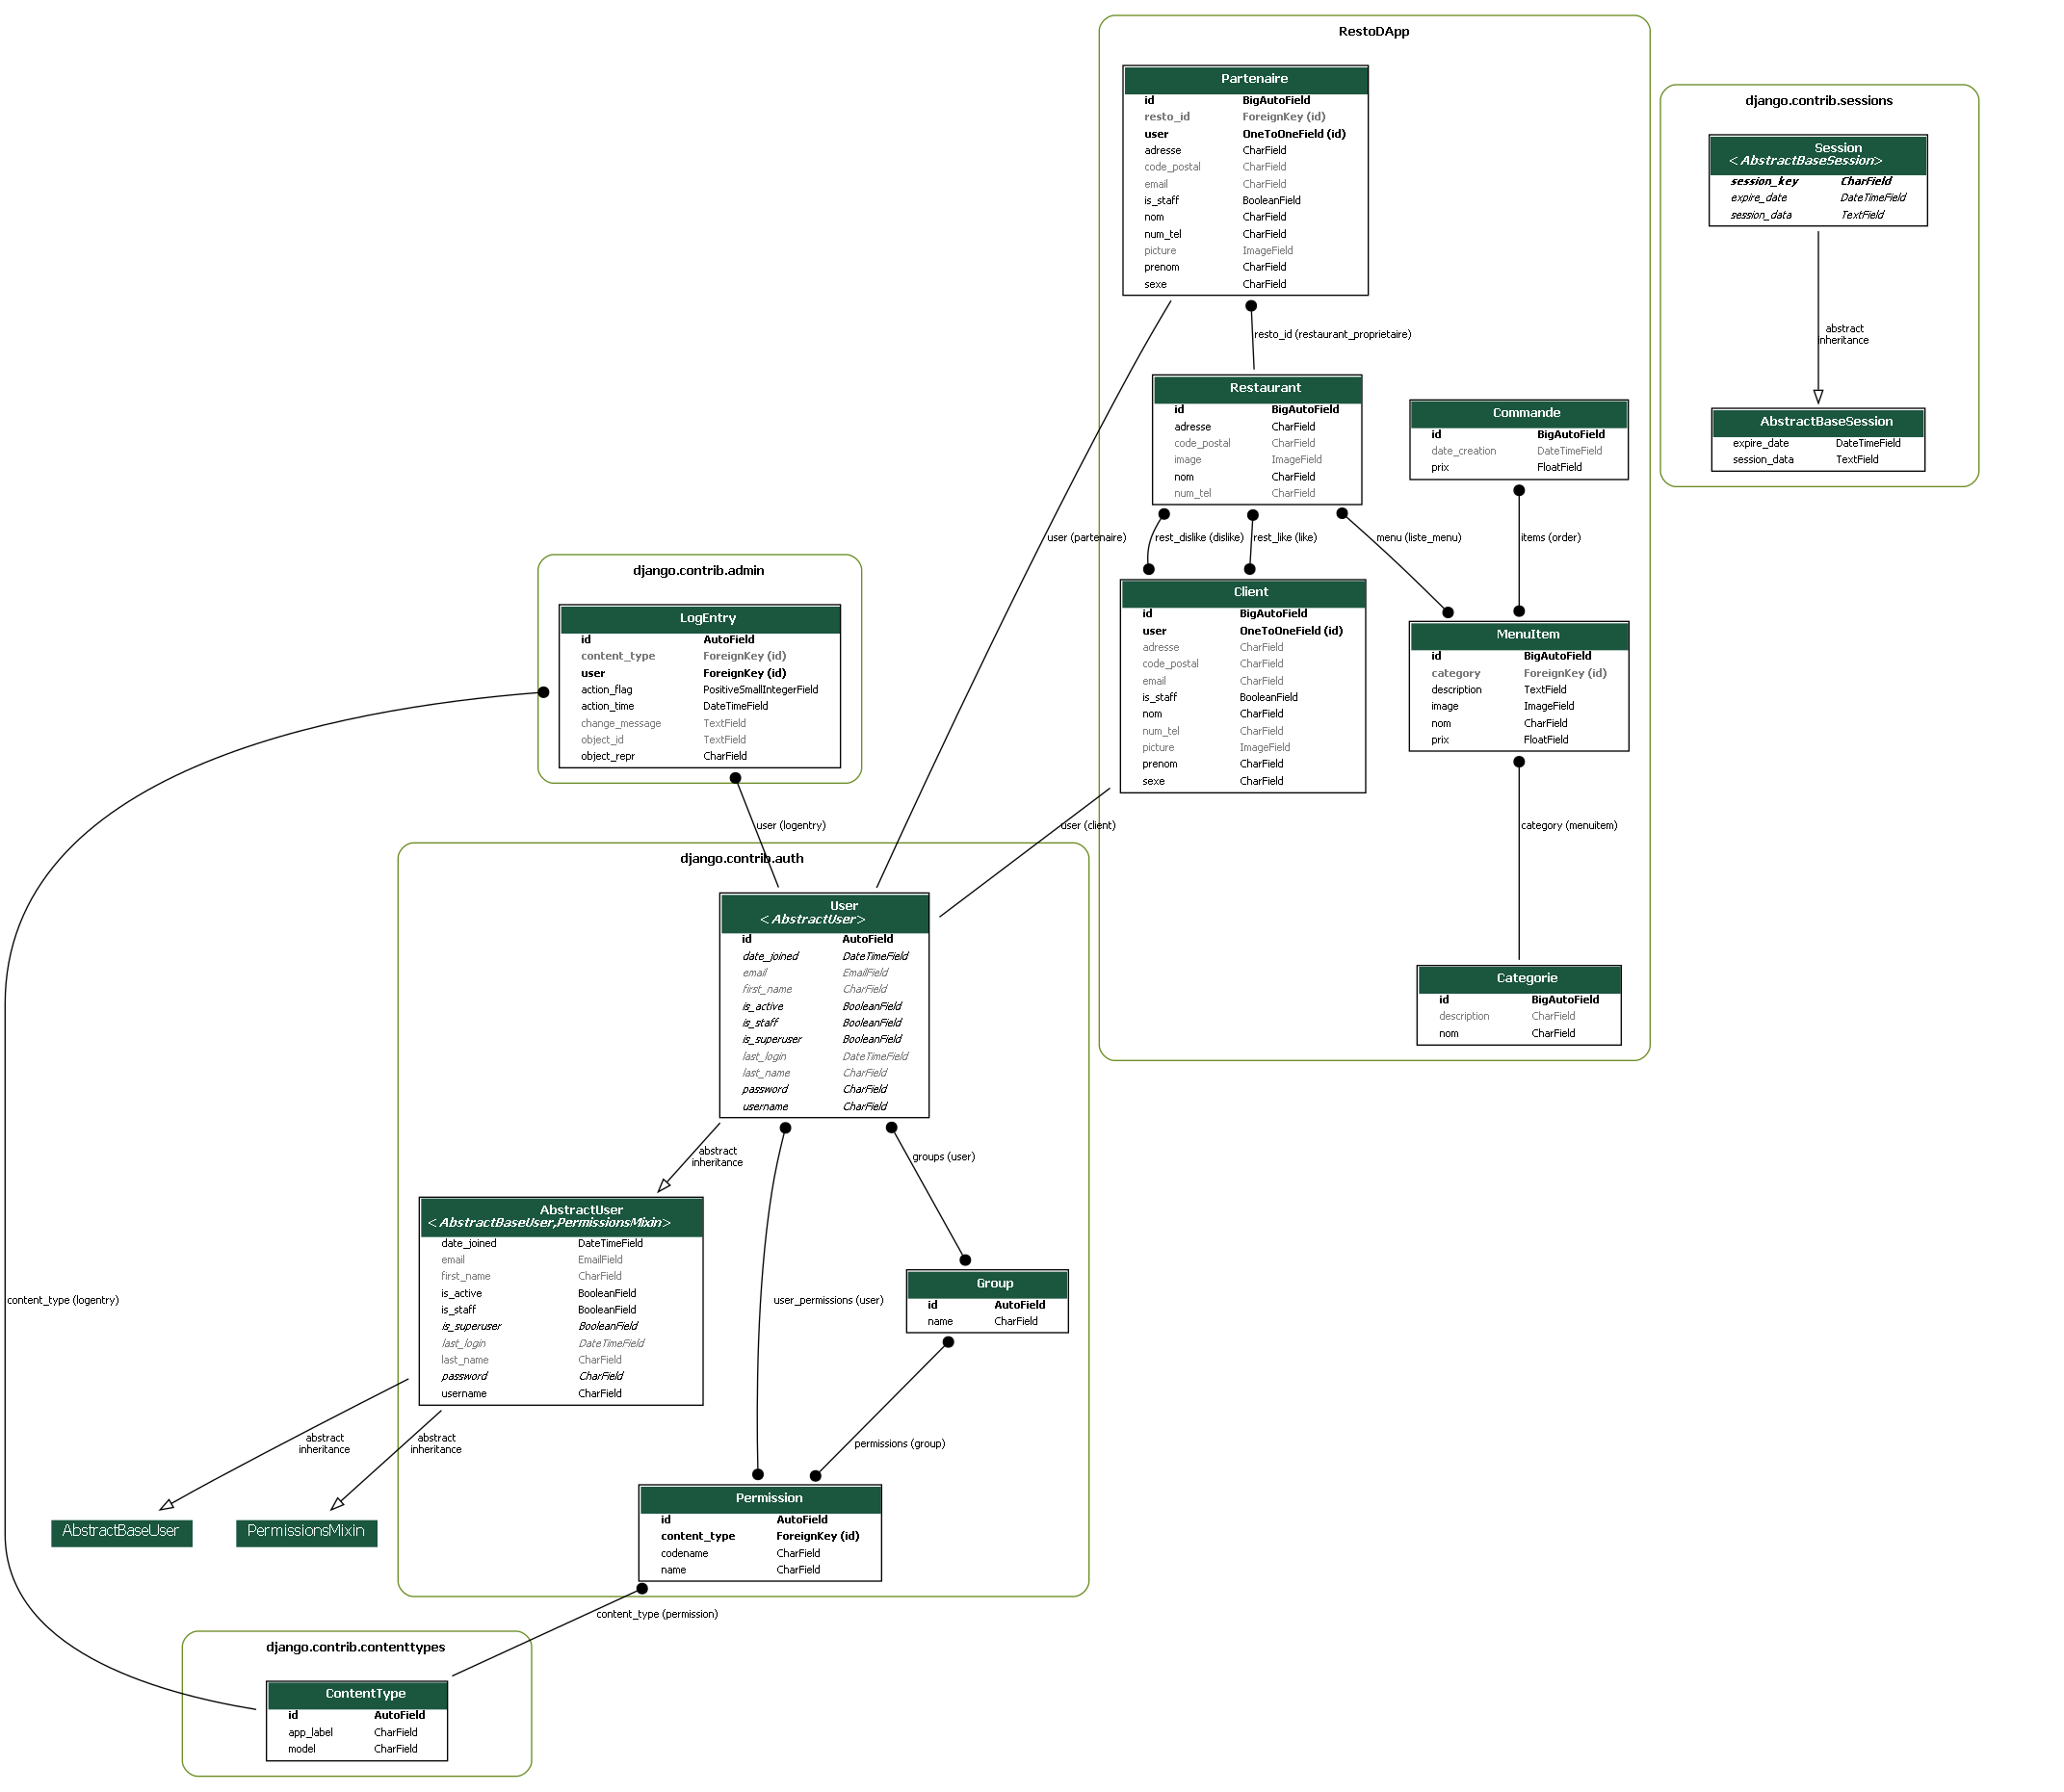 RestoDApp
Partenaire
id BigAutoField
resto_id ForeignKey (id)
user OneToOneField (id)
adresse CharField
code_postal CharField
email CharField
is_staff BooleanField
nom CharField
num_tel CharField
picture ImageField
prenom CharField
sexe CharField
django.contrib.sessions
Session
<AbstractBaseSession>
session_key CharField
expire_date DateTimeField
session_data TextField
abstract
inheritance
AbstractBaseSession
expire_date DateTimeField
session_data TextField
resto_id (restaurant_proprietaire)
Restaurant
id BigAutoField
adresse CharField
code_postal CharField
image ImageField
nom CharField
num_tel CharField
Commande
id BigAutoField
date_creation DateTimeField
prix FloatField
user (partenaire)
rest_dislike (dislike)
rest_like (like)
menu (liste_menu)
items (order)
Client
id BigAutoField
user OneToOneField (id)
adresse CharField
code_postal CharField
email CharField
is_staff BooleanField
nom CharField
num_tel CharField
picture ImageField
prenom CharField
sexe CharField
MenuItem
id BigAutoField
category ForeignKey (id)
description TextField
image ImageField
nom CharField
prix FloatField
category (menuitem)
Categorie
id BigAutoField
description CharField
nom CharField
django.contrib.admin
LogEntry
id AutoField
content_type ForeignKey (id)
user ForeignKey (id)
action_flag PositiveSmallIntegerField
action_time DateTimeField
change_message TextField
object_id TextField
object_repr CharField
user (logentry)
user (client)
django.contrib.auth
User
<AbstractUser>
id AutoField
date_joined DateTimeField
email EmailField
first_name CharField
is_active BooleanField
is_staff BooleanField
is_superuser BooleanField
last_login DateTimeField
last_name CharField
password CharField
username CharField
abstract
inheritance
groups (user)
AbstractUser
<AbstractBaseUser,PermissionsMixin>
date_joined DateTimeField
email EmailField
first_name CharField
is_active BooleanField
is_staff BooleanField
is_superuser BooleanField
last_login DateTimeField
last_name CharField
password CharField
username CharField
user_permissions (user)
Group
id AutoField
name CharField
content_type (logentry)
abstract
inheritance
abstract
inheritance
permissions (group)
AbstractBaseUser
PermissionsMixin
Permission
id AutoField
content_type ForeignKey (id)
codename CharField
name CharField
content_type (permission)
django.contrib.contenttypes
ContentType
id AutoField
app_label CharField
model CharField